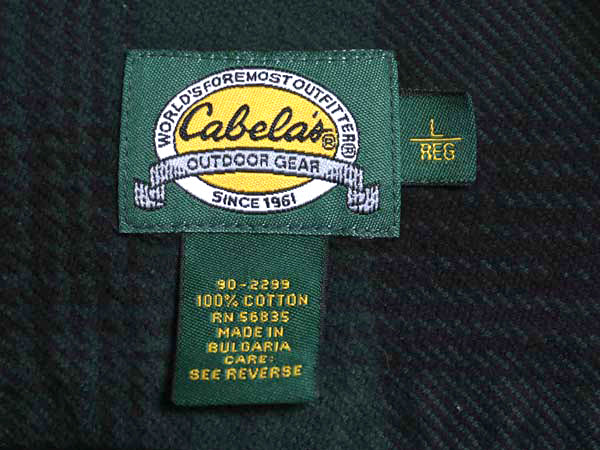 WORLD'S FOREMOST OUTFITTER®
Cabela's®
OUTDOOR GEAR
SINCE 1961
L
REG
90-2299
100% COTTON
RN 56835
MADE IN
BULGARIA
CARE:
SEE REVERSE